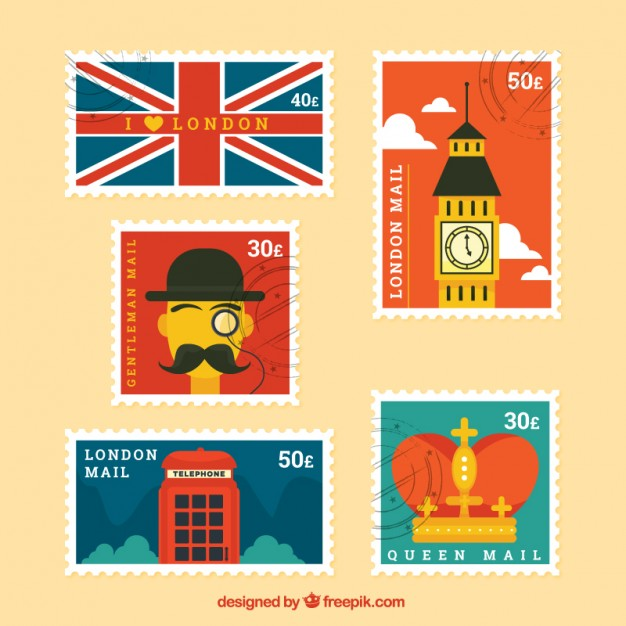 40£
I ♥ LONDON
50£
LONDON MAIL
30£
GENTLEMAN MAIL
LONDON
MAIL
50£
TELEPHONE
30£
QUEEN MAIL
designed by freepik.com